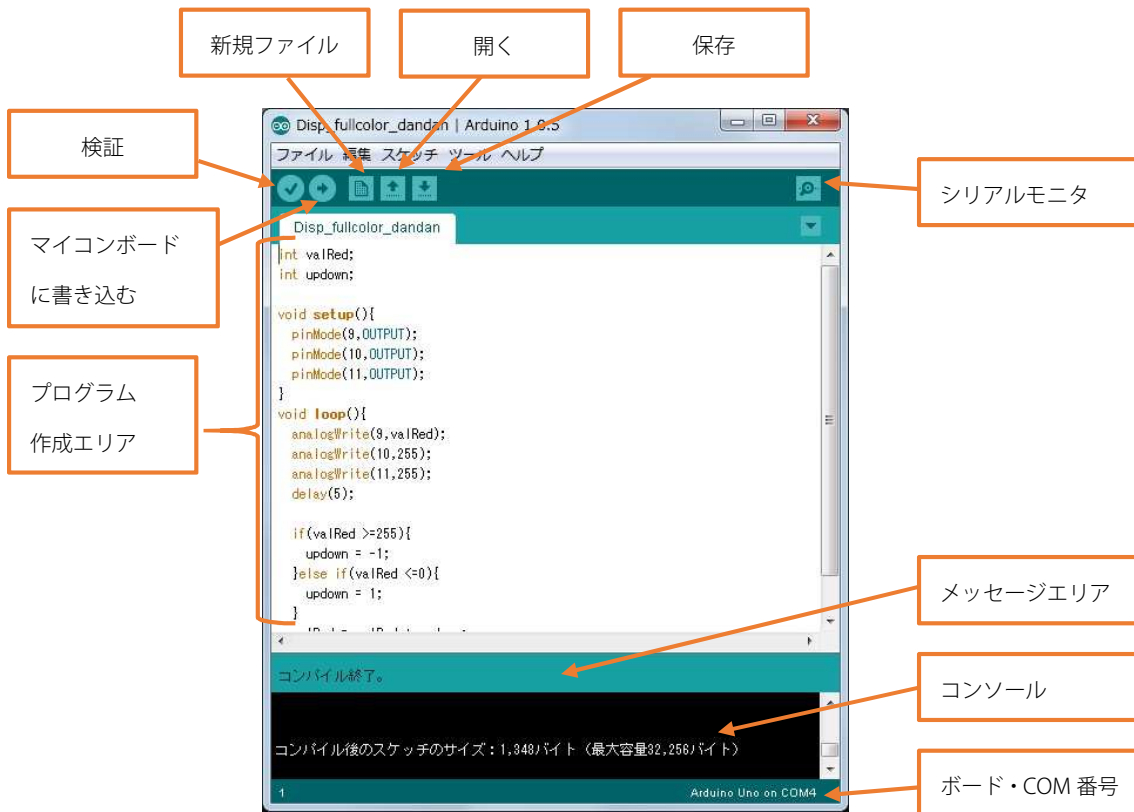 新規ファイル
開く
保存
検証
マイコンボード
に書き込む
プログラム
作成エリア
シリアルモニタ
メッセージエリア
コンソール
ボード・COM 番号
Disp_fullcolor_dandan | Arduino 1.0.5
ファイル 編集 スケッチ ツール ヘルプ
Disp_fullcolor_dandan
int valRed;
int updown;
void setup(){
pinMode(9,OUTPUT);
pinMode(10,OUTPUT);
pinMode(11,OUTPUT);
}
void loop(){
analogWrite(9,valRed);
analogWrite(10,255);
analogWrite(11,255);
delay(5);
if(valRed >=255){
updown = -1;
}else if(valRed <=0){
updown = 1;
}
コンパイル終了。
コンパイル後のスケッチのサイズ：1,348バイト（最大容量32,256バイト）
1
Arduino Uno on COM4